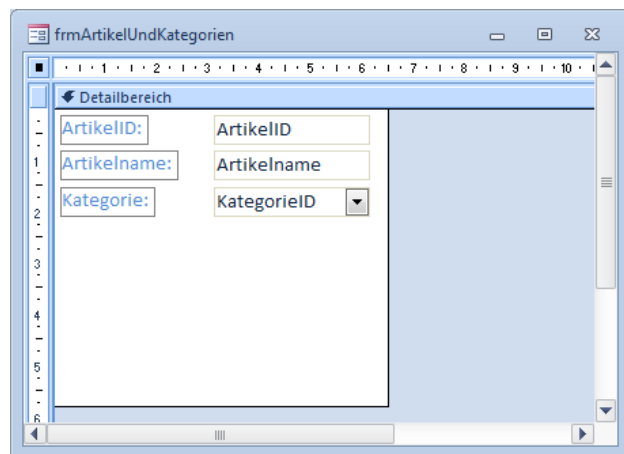 frmArtikelUndKategorien
1 2 3 4 5 6 7 8 9 10
Detailbereich
ArtikelID: ArtikelID
1
Artikelname: Artikelname
Kategorie: KategorieID
2
3
4
5
6